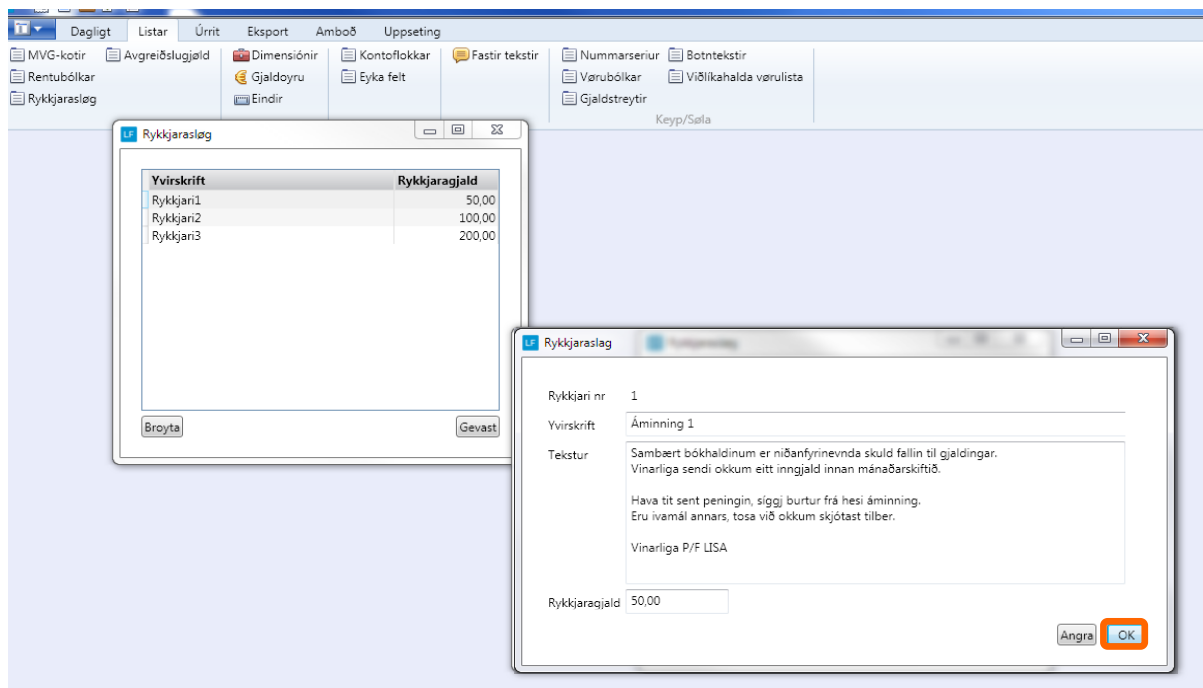 Dagligt Listar Úrrit Eksport Amboð Uppseting
MVG-kotir Avgreiðslugjøld Dimensiónir Kontoflokkar Fastir tekstir Nummarseriur Botntekstir
Rentubólkar Gjaldoyru Eyka felt Vørubólkar Viðlíkahalda vørulista
Rykkjarasløg Eindir Gjaldstreytir
Keyp/Søla
LF Rykkjarasløg
Yvirskrift Rykkjaragjald
Rykkjari1 50,00
Rykkjari2 100,00
Rykkjari3 200,00
Broyta Gevast
LF Rykkjaraslag
Rykkjari nr 1
Yvirskrift Áminning 1
Tekstur Sambært bókhaldinum er niðanfyrinevnda skuld fallin til gjaldingar.
Vinarliga sendi okkum eitt inngjald innan mánaðarskiftið.
Hava tit sent peningin, síggj burtur frá hesi áminning.
Eru ivamál annars, tosa við okkum skjótast tilber.
Vinarliga P/F LISA
Rykkjaragjald 50,00
Angra OK